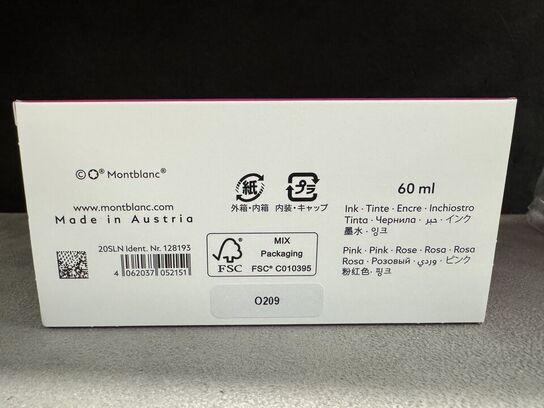 © Montblanc®
www.montblanc.com
Made in Austria
20SLN Ident. Nr. 128193
4 062037 052151
紙
外箱・内箱
プラ
内装・キャップ
FSC
MIX
Packaging
FSC® C010395
O209
60 ml
Ink · Tinte · Encre · Inchiostro
Tinta · Чернила · حبر · インク
墨水 · 잉크
Pink · Pink · Rose · Rosa · Rosa
Rosa · Розовый · وردي · ピンク
粉紅色 · 핑크